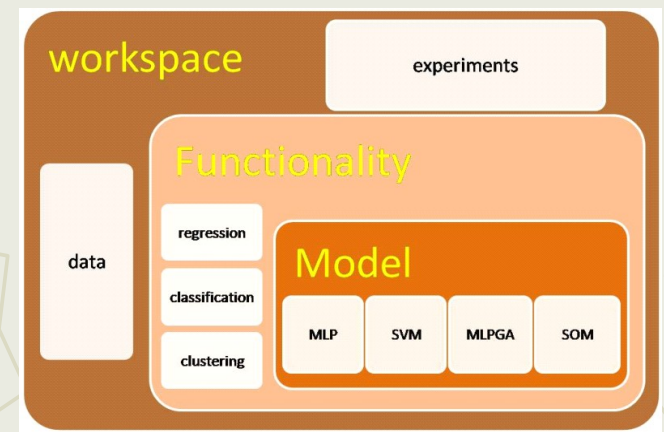 workspace
experiments
Functionality
data
regression
classification
clustering
Model
MLP
SVM
MLPGA
SOM